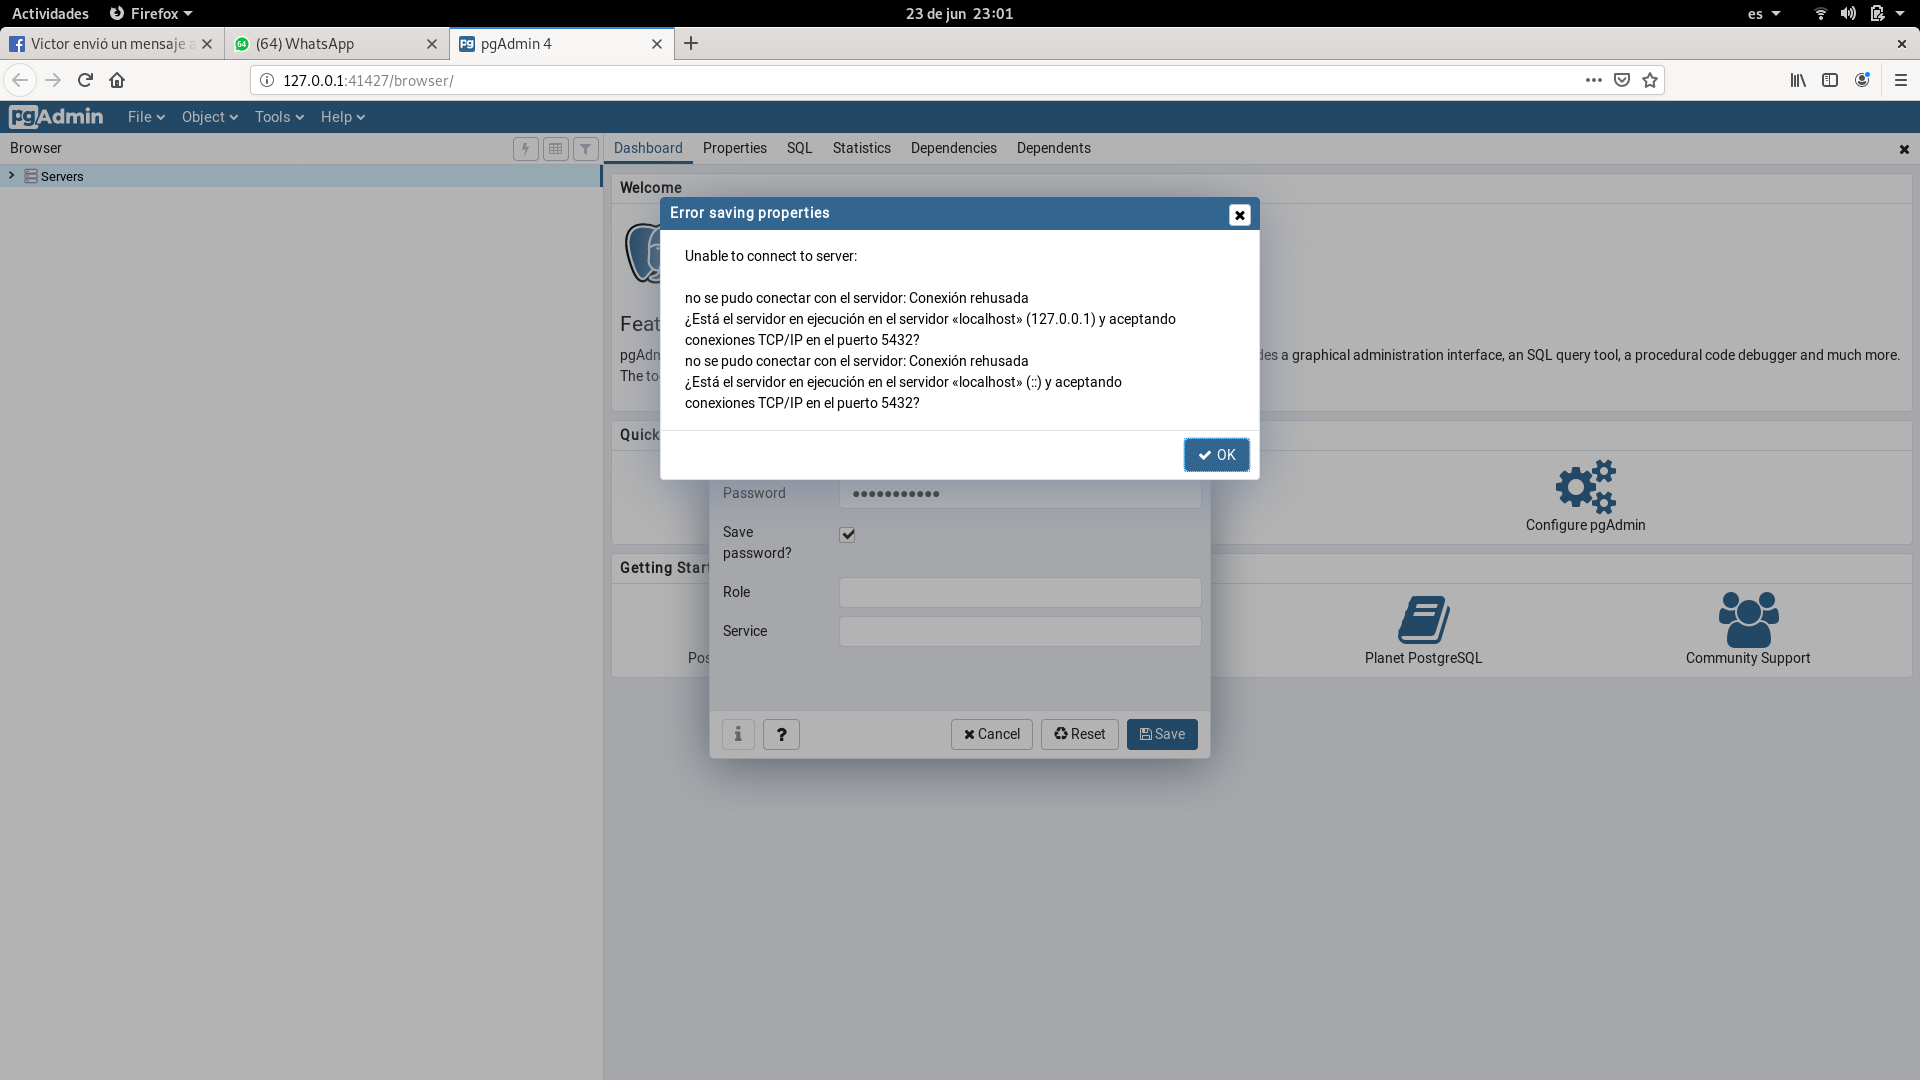 Actividades
Firefox
23 de jun 23:01
es
Victor envió un mensaje a
(64) WhatsApp
pgAdmin 4
127.0.0.1:41427/browser/
pgAdmin
File
Object
Tools
Help
Browser
Dashboard
Properties
SQL
Statistics
Dependencies
Dependents
Servers
Welcome
Error saving properties
Unable to connect to server:
no se pudo conectar con el servidor: Conexión rehusada
¿Está el servidor en ejecución en el servidor «localhost» (127.0.0.1) y aceptando
conexiones TCP/IP en el puerto 5432?
no se pudo conectar con el servidor: Conexión rehusada
¿Está el servidor en ejecución en el servidor «localhost» (::) y aceptando
conexiones TCP/IP en el puerto 5432?
OK
Feat
pgAdm
des a graphical administration interface, an SQL query tool, a procedural code debugger and much more.
The to
Quick
Configure pgAdmin
Password
Save
password?
Role
Service
Getting Start
Pos
Planet PostgreSQL
Community Support
Cancel
Reset
Save